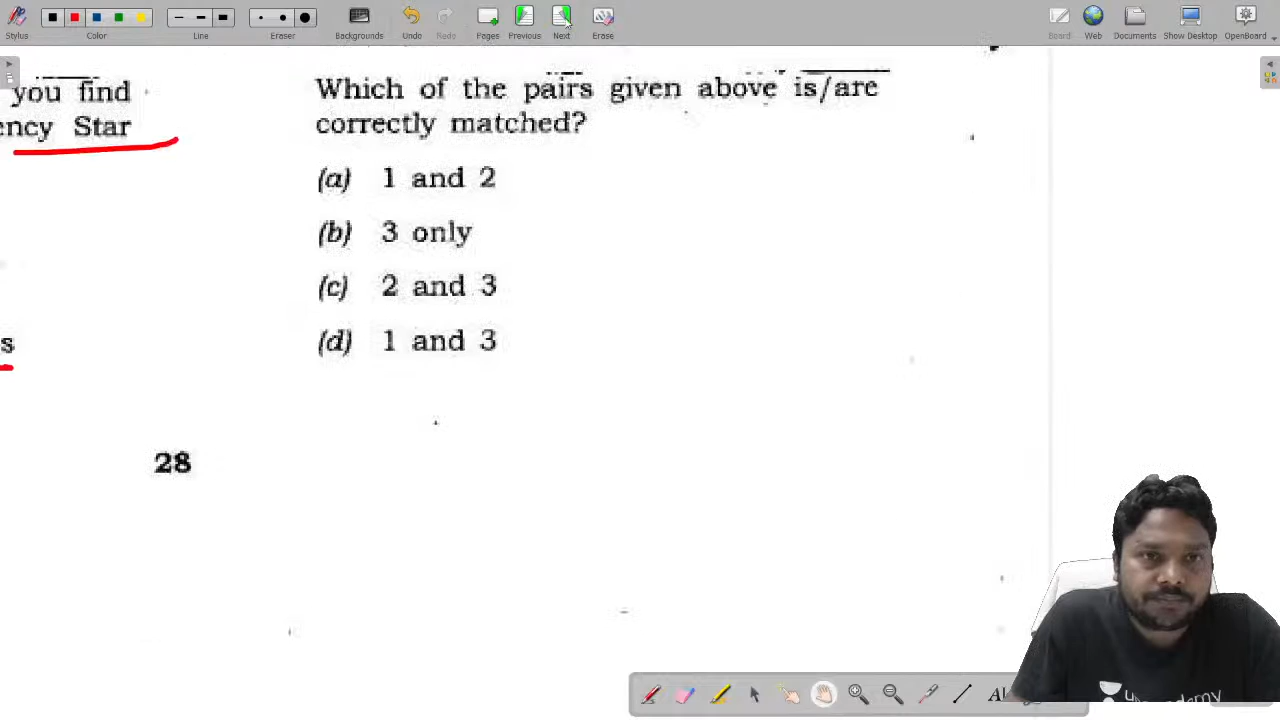 Stylus
Color
Line
Eraser
Backgrounds
Undo
Redo
Pages
Previous
Next
Erase
Board
Web
Documents
Show Desktop
OpenBoard
you find
ency Star
s
28
Which of the pairs given above is/are
correctly matched?
(a) 1 and 2
(b) 3 only
(c) 2 and 3
(d) 1 and 3